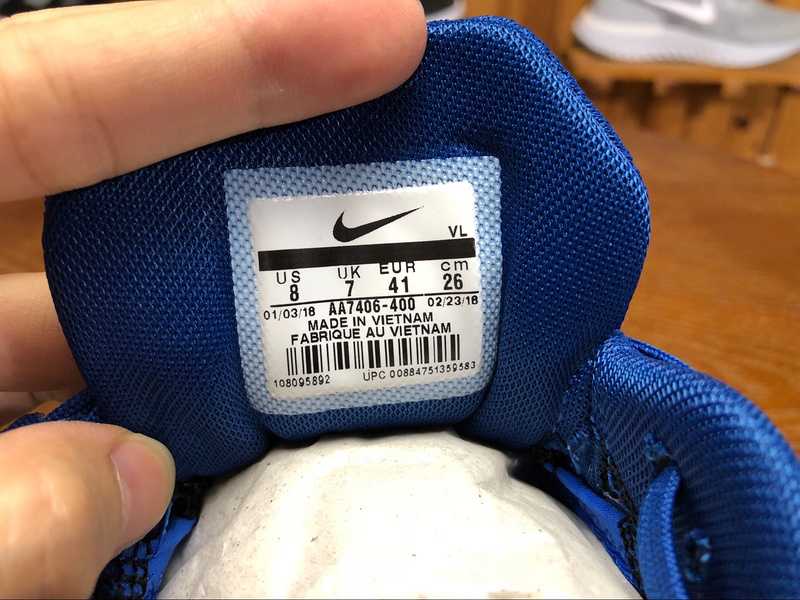 VL
US UK EUR cm
8 7 41 26
01/03/18 AA7406-400 02/23/18
MADE IN VIETNAM
FABRIQUE AU VIETNAM
108095892 UPC 00884751359583